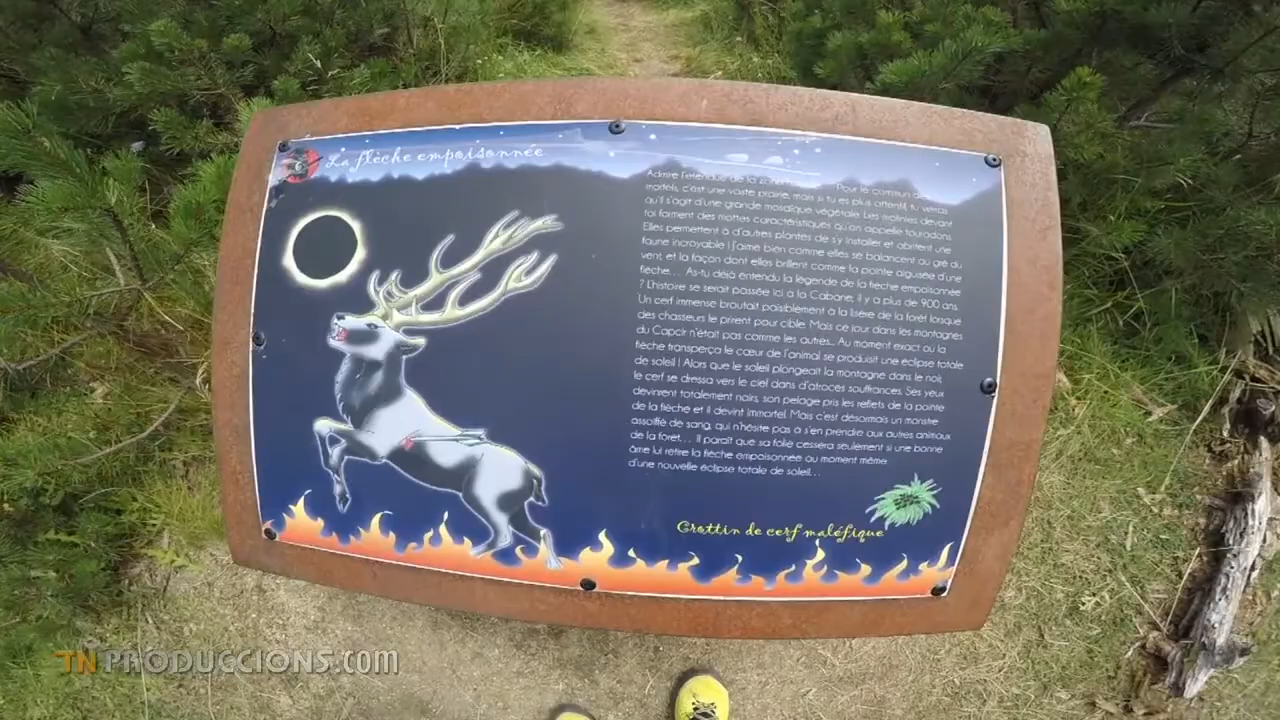 La flèche empoisonnée
Admire l'étendue de la zone Pour le commun des
mortels, c'est une vaste prairie, mais si tu es plus attentif, tu verras
qu'il s'agit d'une grande mosaïque végétale. Les molinies devant
toi forment des mottes caractéristiques qu'on appelle touradons.
Elles permettent à d'autres plantes de s'y installer et abritent une
faune incroyable ! J'aime bien comme elles se balancent au gré du
vent, et la façon dont elles brillent comme la pointe aiguisée d'une
flèche... As-tu déjà entendu la légende de la flèche empoisonnée
? L'histoire se serait passée ici à la Cabane, il y a plus de 900 ans.
Un cerf immense broutait paisiblement à la lisière de la forêt lorsque
des chasseurs le prirent pour cible. Mais ce jour dans les montagnes
du Capcir n'était pas comme les autres... Au moment exact où la
flèche transperça le cœur de l'animal se produisit une éclipse totale
de soleil ! Alors que le soleil plongeait la montagne dans le noir,
le cerf se dressa vers le ciel dans d'atroces souffrances. Ses yeux
devinrent totalement noirs, son pelage pris les reflets de la pointe
de la flèche et il devint immortel. Mais c'est désormais un monstre
assoiffé de sang, qui n'hésite pas à s'en prendre aux autres animaux
de la forêt... Il paraît que sa folie cessera seulement si une bonne
âme lui retire la flèche empoisonnée au moment même
d'une nouvelle éclipse totale de soleil...
Crottin de cerf maléfique
TN PRODUCCIONS.com